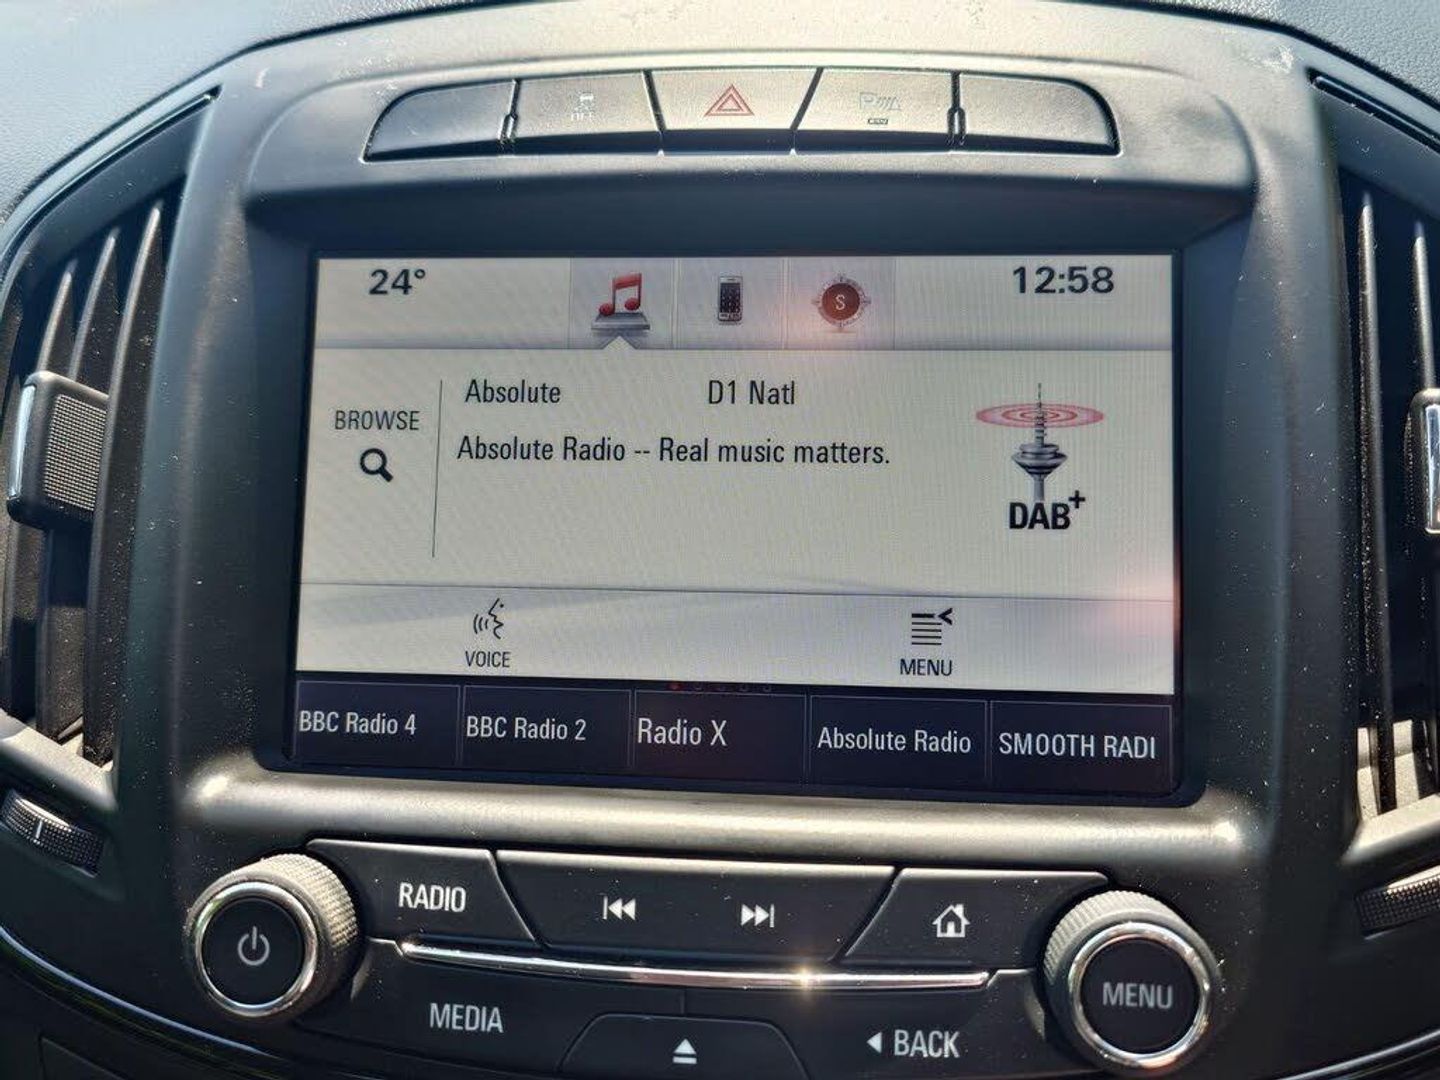 OFF
24°
S
12:58
Absolute D1 Natl
BROWSE
Absolute Radio -- Real music matters.
DAB+
VOICE
MENU
BBC Radio 4
BBC Radio 2
Radio X
Absolute Radio
SMOOTH RADI
RADIO
MENU
MEDIA
BACK